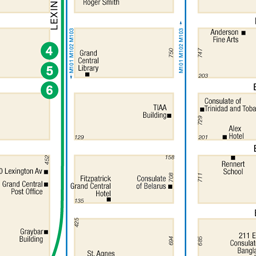 Roger Smith
LEXIN
4
5
6
M101 M102 M103
M101 M102 M103
Grand
Central
Library
750
Anderson
Fine Arts
747
203
TIAA
Building
129
Consulate of
Trinidad and Toba
729
201
Alex
Hotel
452
0 Lexington Av
Grand Central
Post Office
158
Fitzpatrick
Grand Central
Hotel
135
Consulate
of Belarus
708
Rennert
School
711
425
Graybar
Building
694
685
St. Agnes
211 E
Consulat
Bangla